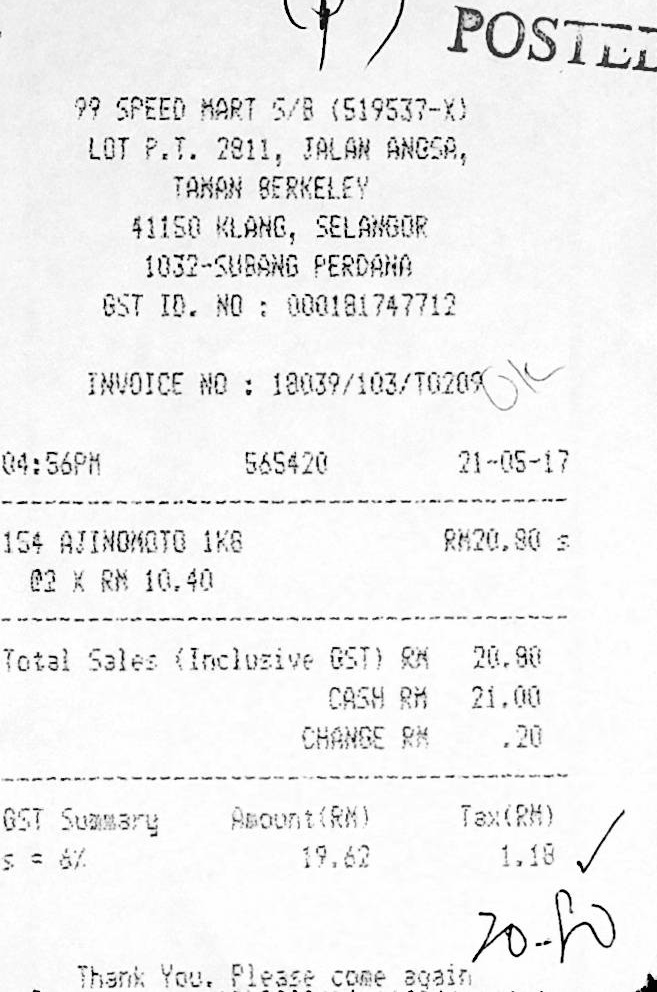 POSTED
99 SPEED MART S/B (519537-X)
LOT P.T. 2811, JALAN ANGSA,
TAMAN BERKELEY
41150 KLANG, SELANGOR
1032-SUBANG PERDANA
GST ID. NO : 000181747712
INVOICE NO : 18039/103/T0209
OK
04:56PM 565420 21-05-17
154 AJINOMOTO 1KG RM20.80 s
@2 X RM 10.40
Total Sales (Inclusive GST) RM 20.80
CASH RM 21.00
CHANGE RM .20
GST Summary Amount(RM) Tax(RM)
s = 6% 19.62 1.18
20.80
Thank You. Please come again